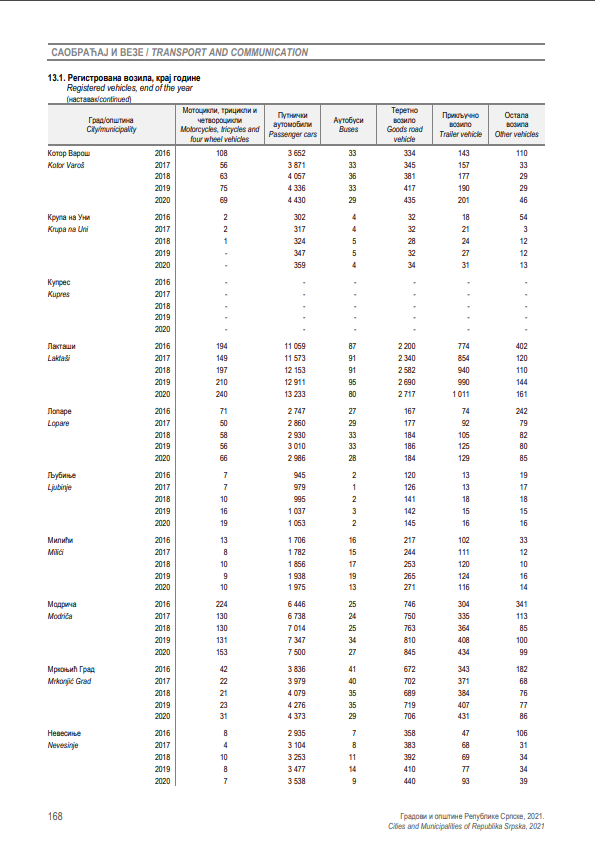 САОБРАЋАЈ И ВЕЗЕ / TRANSPORT AND COMMUNICATION
13.1. Регистрована возила, крај године
Registered vehicles, end of the year
(наставак/continued)
Град/општина
City/municipality
Мотоцикли, трицикли и
четвороцикли
Motorcycles, tricycles and
four wheel vehicles
Путнички
аутомобили
Passenger cars
Аутобуси
Buses
Теретно
возило
Goods road
vehicle
Прикључно
возило
Trailer vehicle
Остала
возила
Other vehicles
Котор Варош 2016 108 3 652 33 334 143 110
Kotor Varoš 2017 56 3 871 33 345 157 33
2018 63 4 057 36 381 177 29
2019 75 4 336 33 417 190 29
2020 69 4 430 29 435 201 46
Крупа на Уни 2016 2 302 4 32 18 54
Krupa na Uni 2017 2 317 4 32 21 3
2018 1 324 5 28 24 12
2019 - 347 5 32 27 12
2020 - 359 4 34 31 13
Купрес 2016 - - - - - -
Kupres 2017 - - - - - -
2018 - - - - - -
2019 - - - - - -
2020 - - - - - -
Лакташи 2016 194 11 059 87 2 200 774 402
Laktaši 2017 149 11 573 91 2 340 854 120
2018 197 12 153 91 2 582 940 110
2019 210 12 911 95 2 690 990 144
2020 240 13 233 80 2 717 1 011 161
Лопаре 2016 71 2 747 27 167 74 242
Lopare 2017 50 2 860 29 177 92 79
2018 58 2 930 33 184 105 82
2019 56 3 010 33 186 125 80
2020 66 2 986 28 184 129 85
Љубиње 2016 7 945 2 120 13 19
Ljubinje 2017 7 979 1 126 13 17
2018 10 995 2 141 18 18
2019 16 1 037 3 142 15 15
2020 19 1 053 2 145 16 16
Милићи 2016 13 1 706 16 217 102 33
Milići 2017 8 1 782 15 244 111 12
2018 10 1 856 17 253 120 10
2019 9 1 938 19 265 124 16
2020 10 1 975 13 271 116 14
Модрича 2016 224 6 446 25 746 304 341
Modriča 2017 130 6 738 24 750 335 113
2018 130 7 014 25 763 364 85
2019 131 7 347 34 810 408 100
2020 153 7 500 27 845 434 99
Мркоњић Град 2016 42 3 836 41 672 343 182
Mrkonjić Grad 2017 22 3 979 40 702 371 68
2018 21 4 079 35 689 384 76
2019 23 4 276 35 719 407 77
2020 31 4 373 29 706 431 86
Невесиње 2016 8 2 935 7 358 47 106
Nevesinje 2017 4 3 104 8 383 68 31
2018 10 3 253 11 392 69 34
2019 8 3 477 14 410 77 34
2020 7 3 538 9 440 93 39
168
Градови и општине Републике Српске, 2021.
Cities and Municipalities of Republika Srpska, 2021